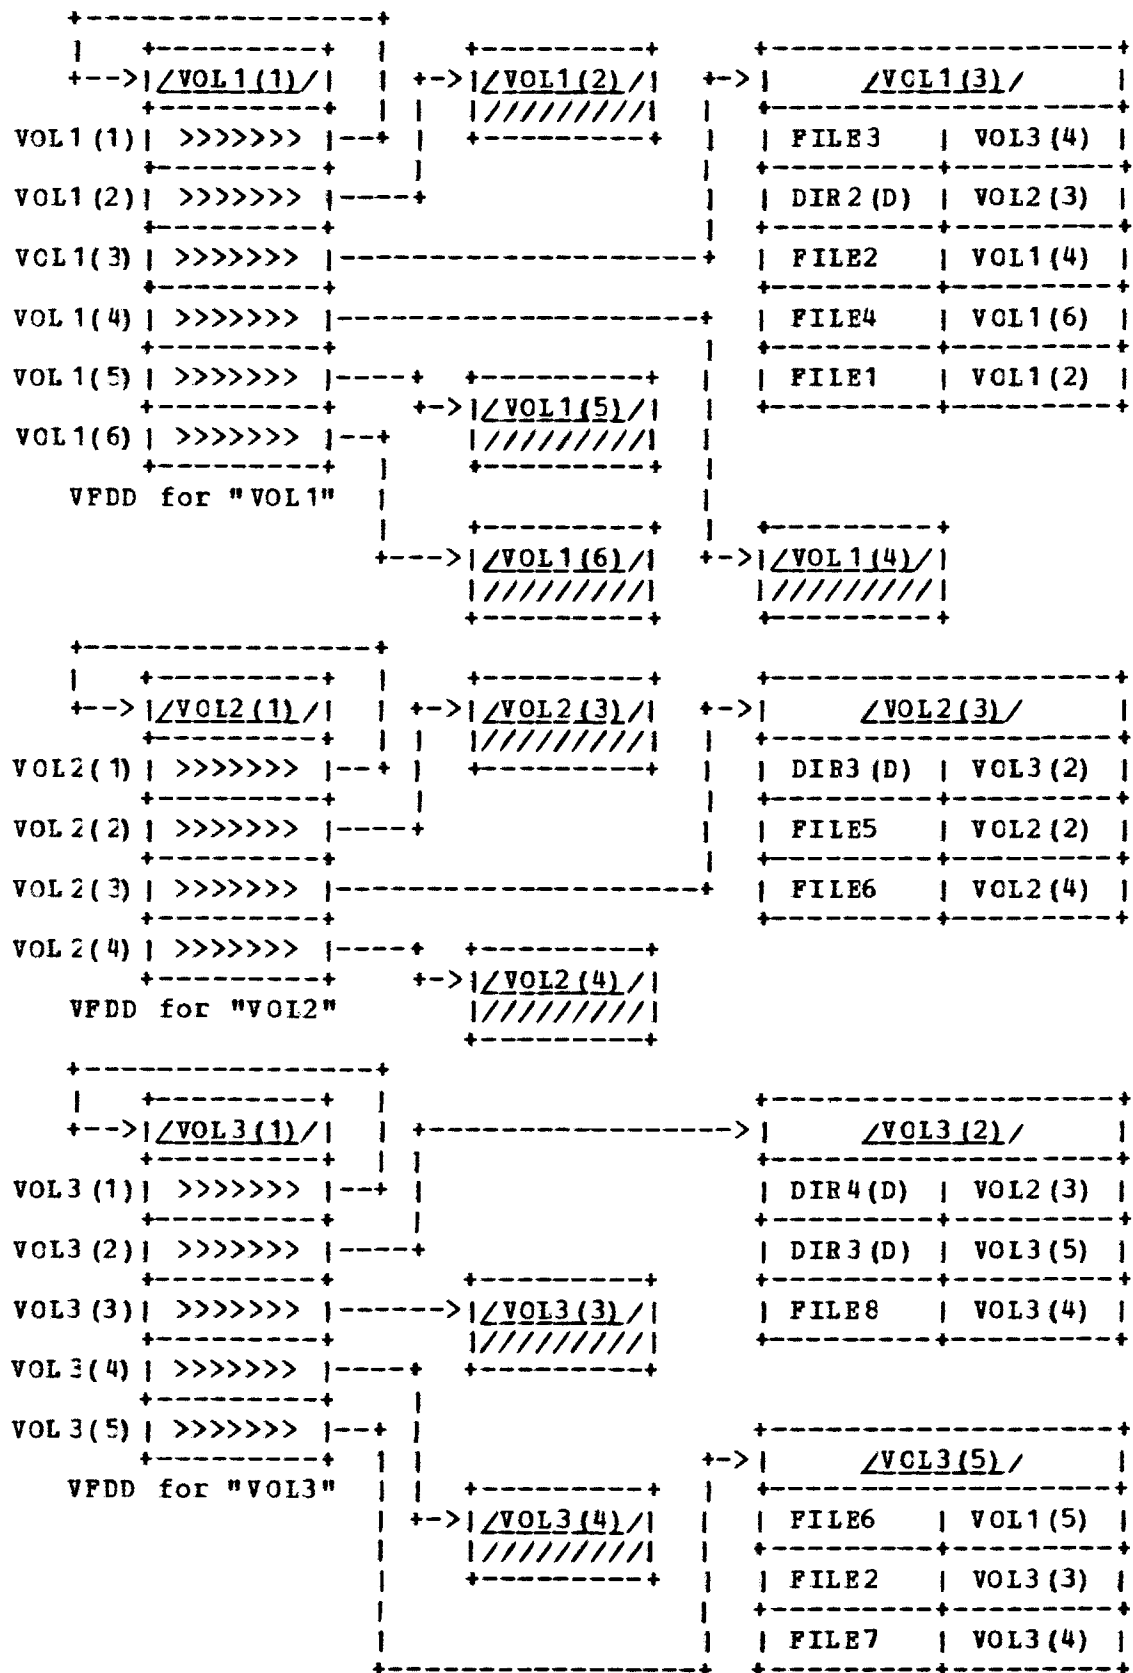 /VOL1(1)/ /VOL1(2)/ /VOL1(3)/
/////////
VOL1(1) >>>>>>> FILE3 VOL3(4)
VOL1(2) >>>>>>> DIR2(D) VOL2(3)
VOL1(3) >>>>>>> FILE2 VOL1(4)
VOL1(4) >>>>>>> FILE4 VOL1(6)
VOL1(5) >>>>>>> FILE1 VOL1(2)
/VOL1(5)/
VOL1(6) >>>>>>> /////////
VFDD for "VOL1"
/VOL1(6)/ /VOL1(4)/
///////// /////////
/VOL2(1)/ /VOL2(3)/ /VOL2(3)/
/////////
VOL2(1) >>>>>>> DIR3(D) VOL3(2)
VOL2(2) >>>>>>> FILE5 VOL2(2)
VOL2(3) >>>>>>> FILE6 VOL2(4)
VOL2(4) >>>>>>>
/VOL2(4)/
VFDD for "VOL2" /////////
/VOL3(1)/ /VOL3(2)/
VOL3(1) >>>>>>> DIR4(D) VOL2(3)
VOL3(2) >>>>>>> DIR3(D) VOL3(5)
VOL3(3) >>>>>>> /VOL3(3)/ FILE8 VOL3(4)
/////////
VOL3(4) >>>>>>>
VOL3(5) >>>>>>>
/VOL3(5)/
VFDD for "VOL3"
/VOL3(4)/ FILE6 VOL1(5)
/////////
FILE2 VOL3(3)
FILE7 VOL3(4)